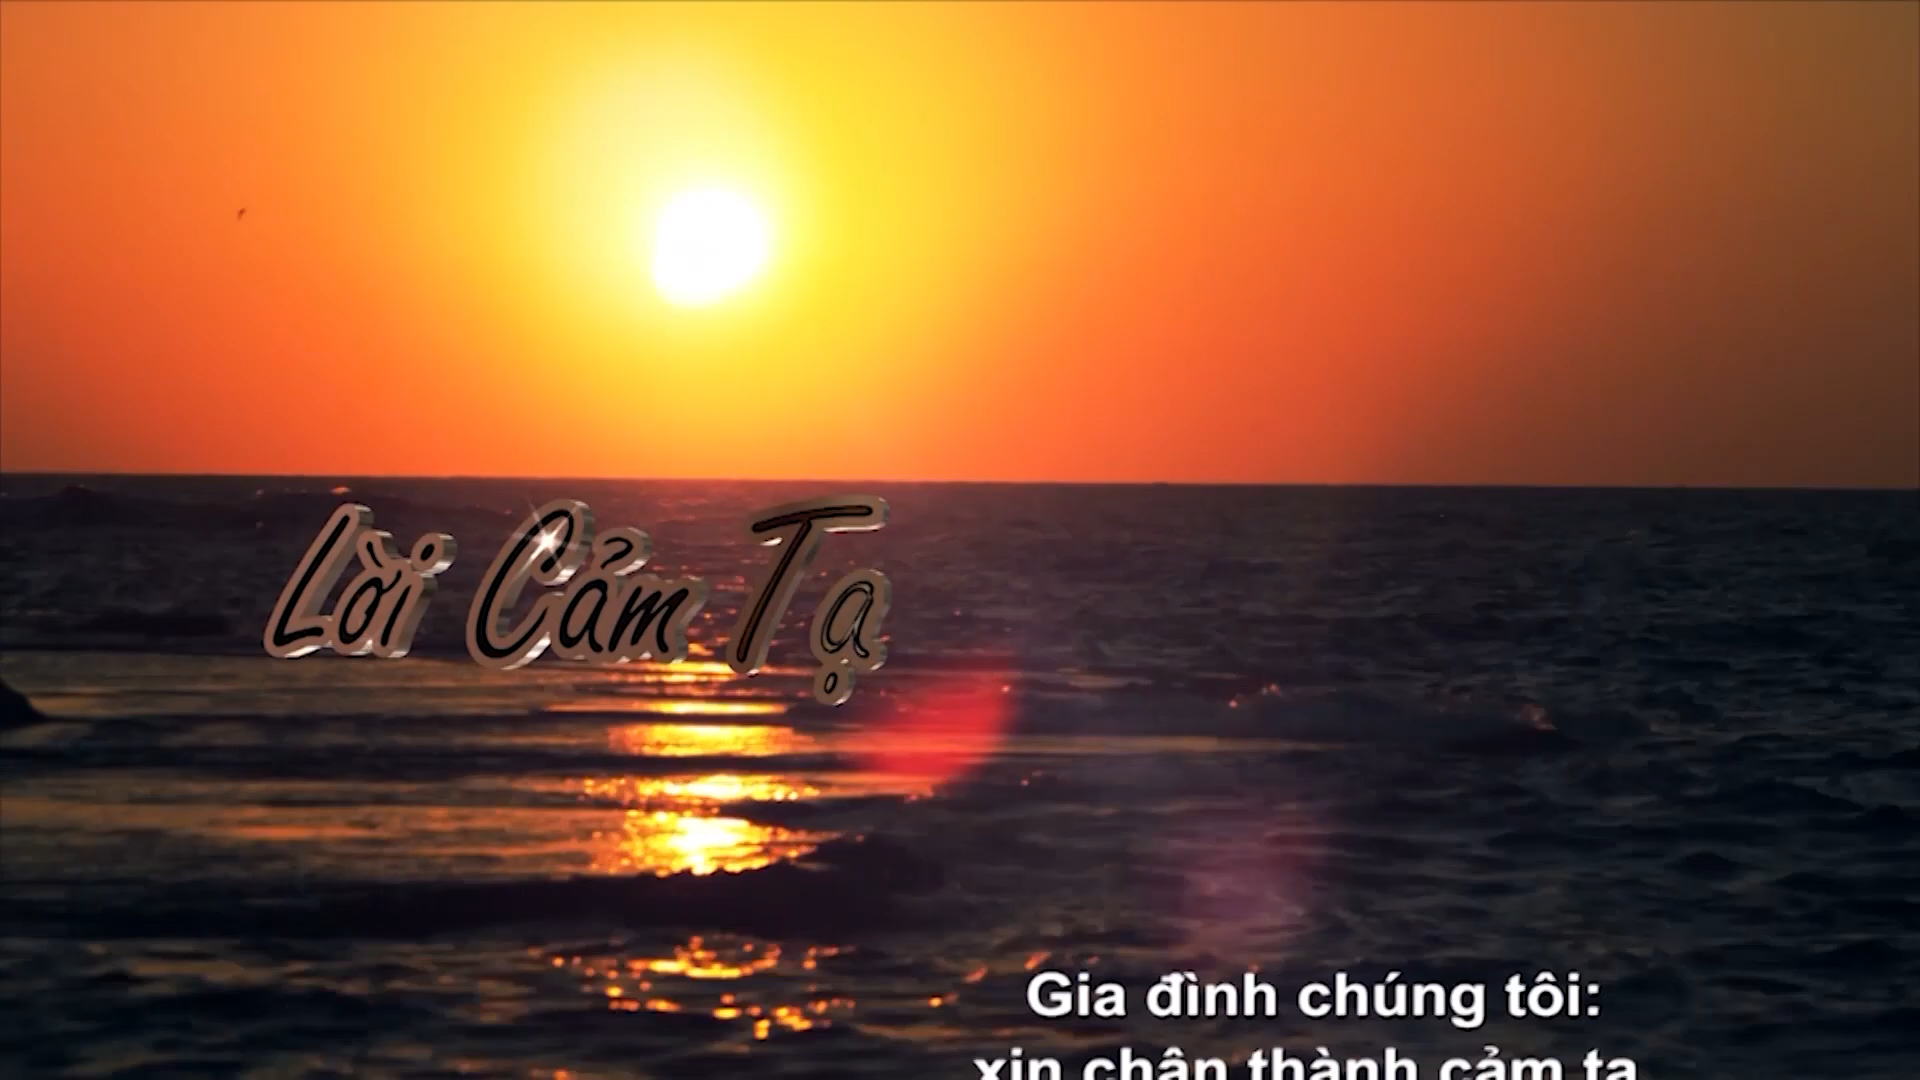 Lời Cảm Tạ
Gia đình chúng tôi:
xin chân thành cảm tạ